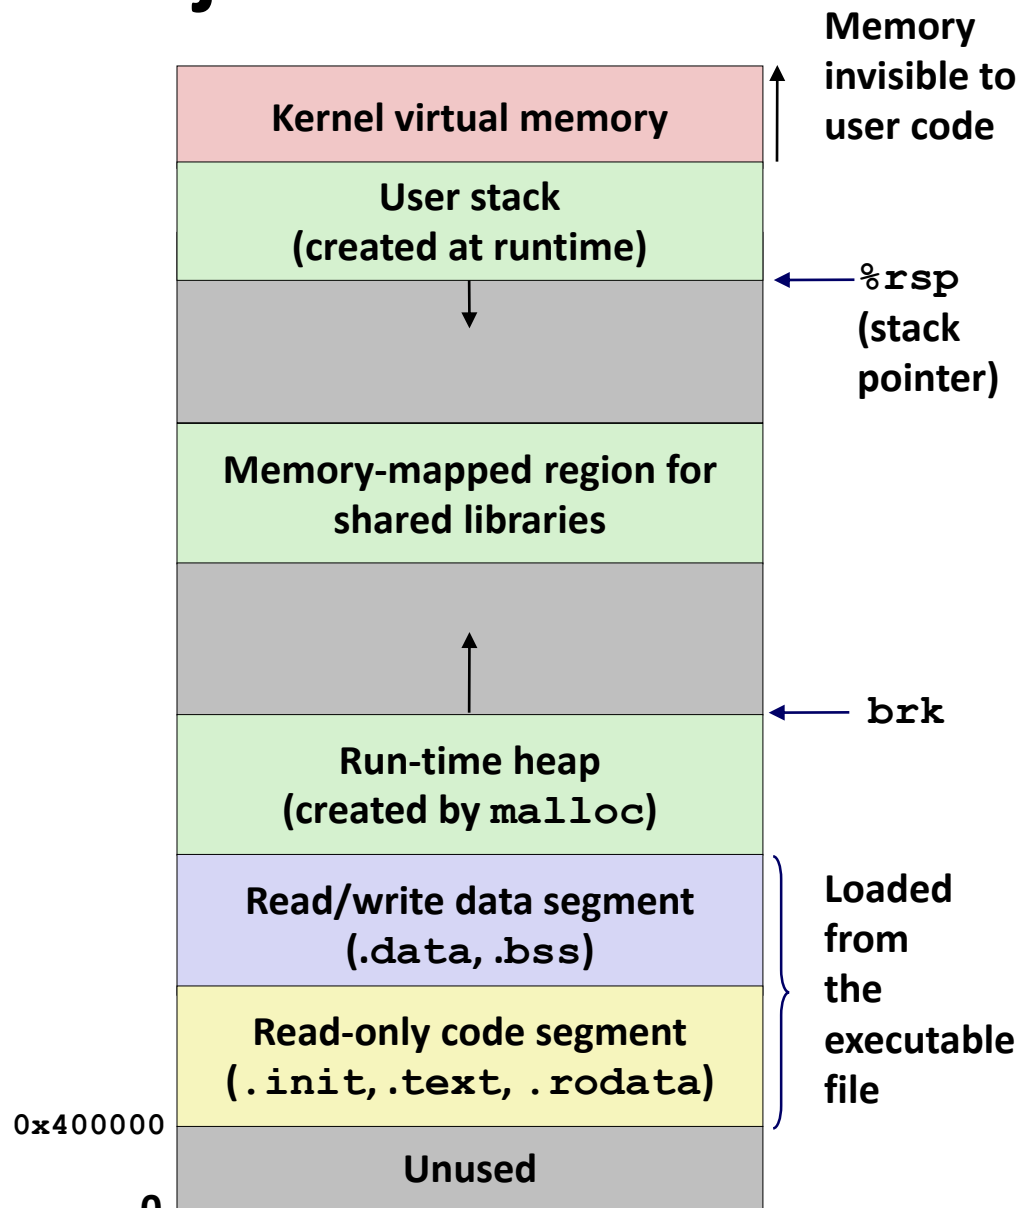 Memory
invisible to
user code
Kernel virtual memory
User stack
(created at runtime)
%rsp
(stack
pointer)
Memory-mapped region for
shared libraries
brk
Run-time heap
(created by malloc)
Read/write data segment
(.data, .bss)
Loaded
from
the
executable
file
Read-only code segment
(.init, .text, .rodata)
0x400000
Unused
0